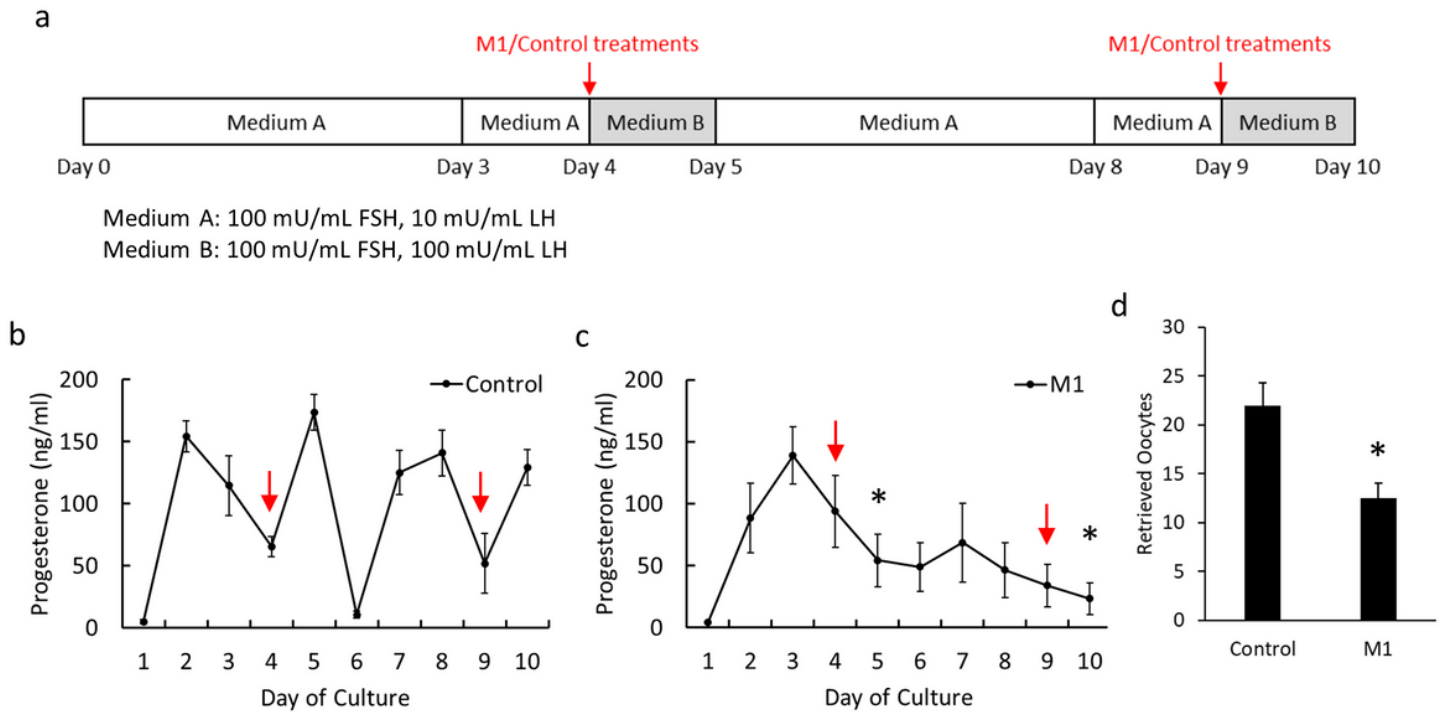 a
M1/Control treatments M1/Control treatments
Medium A Medium A Medium B Medium A Medium A Medium B
Day 0 Day 3 Day 4 Day 5 Day 8 Day 9 Day 10
Medium A: 100 mU/mL FSH, 10 mU/mL LH
Medium B: 100 mU/mL FSH, 100 mU/mL LH
b
Progesterone (ng/ml)
200
150
100
50
0
Control
*1 2 3 4 5 6 7 8 9 10
Day of Culture
c
Progesterone (ng/ml)
200
150
100
50
0
M1
*
*
1 2 3 4 5 6 7 8 9 10
Day of Culture
d
Retrieved Oocytes
30
25
20
15
10
5
0
*
Control M1